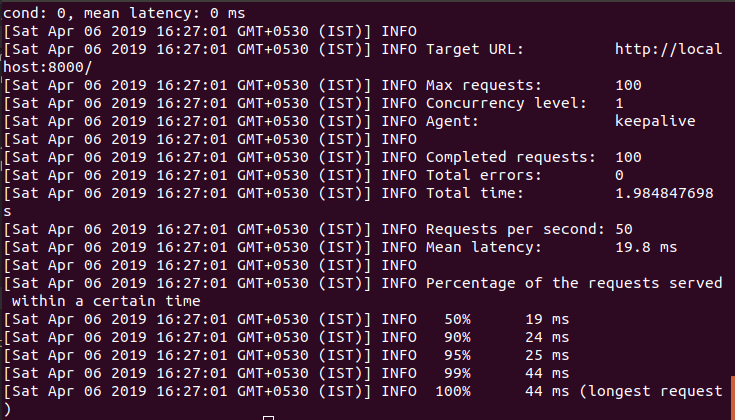 cond: 0, mean latency: 0 ms
[Sat Apr 06 2019 16:27:01 GMT+0530 (IST)] INFO
[Sat Apr 06 2019 16:27:01 GMT+0530 (IST)] INFO Target URL:          http://local
host:8000/
[Sat Apr 06 2019 16:27:01 GMT+0530 (IST)] INFO Max requests:        100
[Sat Apr 06 2019 16:27:01 GMT+0530 (IST)] INFO Concurrency level:   1
[Sat Apr 06 2019 16:27:01 GMT+0530 (IST)] INFO Agent:               keepalive
[Sat Apr 06 2019 16:27:01 GMT+0530 (IST)] INFO
[Sat Apr 06 2019 16:27:01 GMT+0530 (IST)] INFO Completed requests:  100
[Sat Apr 06 2019 16:27:01 GMT+0530 (IST)] INFO Total errors:        0
[Sat Apr 06 2019 16:27:01 GMT+0530 (IST)] INFO Total time:          1.984847698
s
[Sat Apr 06 2019 16:27:01 GMT+0530 (IST)] INFO Requests per second: 50
[Sat Apr 06 2019 16:27:01 GMT+0530 (IST)] INFO Mean latency:        19.8 ms
[Sat Apr 06 2019 16:27:01 GMT+0530 (IST)] INFO
[Sat Apr 06 2019 16:27:01 GMT+0530 (IST)] INFO Percentage of the requests served
 within a certain time
[Sat Apr 06 2019 16:27:01 GMT+0530 (IST)] INFO   50%      19 ms
[Sat Apr 06 2019 16:27:01 GMT+0530 (IST)] INFO   90%      24 ms
[Sat Apr 06 2019 16:27:01 GMT+0530 (IST)] INFO   95%      25 ms
[Sat Apr 06 2019 16:27:01 GMT+0530 (IST)] INFO   99%      44 ms
[Sat Apr 06 2019 16:27:01 GMT+0530 (IST)] INFO  100%      44 ms (longest request
)